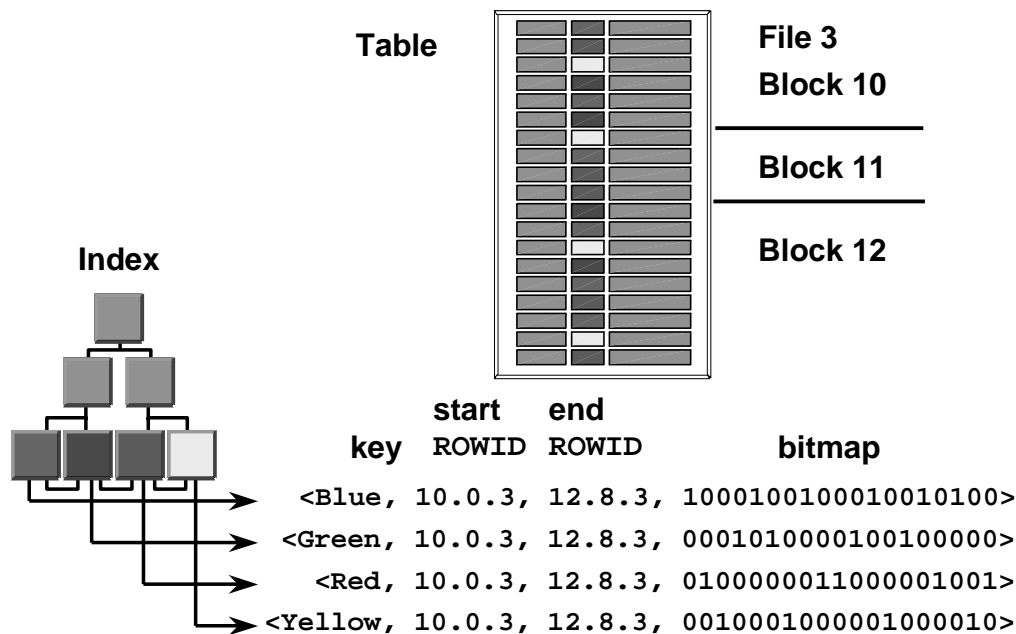 Table
File 3
Block 10
Block 11
Block 12
Index
start end
key ROWID ROWID bitmap
<Blue, 10.0.3, 12.8.3, 1000100100010010100>
<Green, 10.0.3, 12.8.3, 0001010000100100000>
<Red, 10.0.3, 12.8.3, 0100000011000001001>
<Yellow, 10.0.3, 12.8.3, 0010001000001000010>